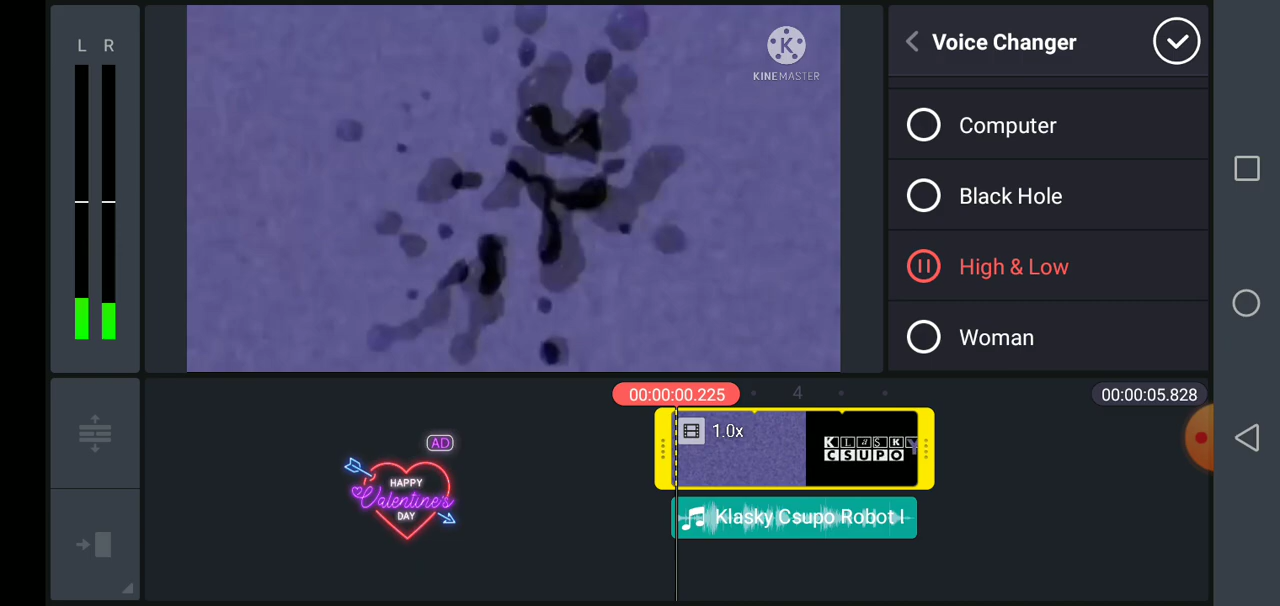 L R
KINEMASTER
Voice Changer
Computer
Black Hole
High & Low
Woman
00:00:00.225
4
00:00:05.828
1.0x
KLASKY
CSUPO
Klasky Csupo Robot l
AD
HAPPY
Valentine's
DAY